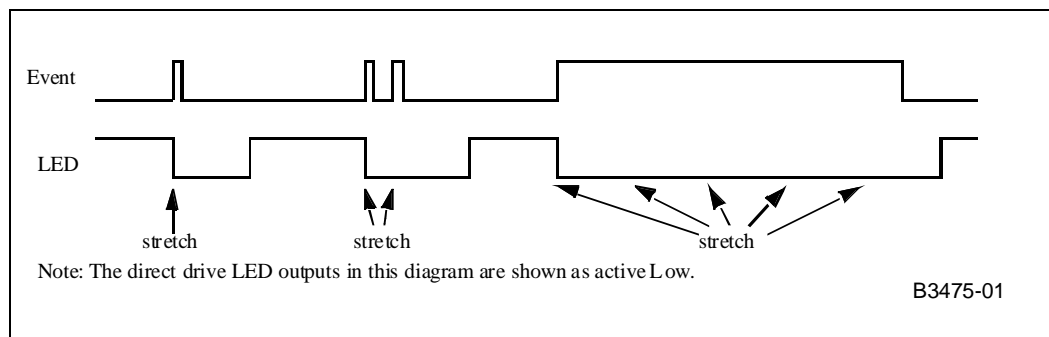 Event
LED
stretch
stretch
stretch
Note: The direct drive LED outputs in this diagram are shown as active Low.
B3475-01